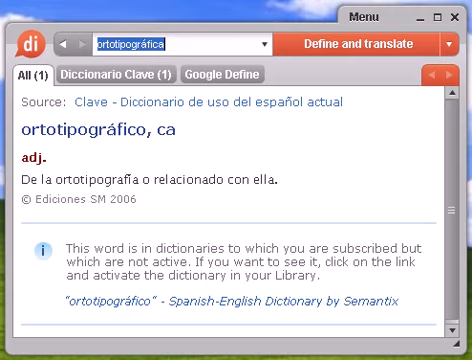 Menu
di
ortotipográfica
Define and translate
All (1)
Diccionario Clave (1)
Google Define
Source: Clave - Diccionario de uso del español actual
ortotipográfico, ca
adj.
De la ortotipografía o relacionado con ella.
© Ediciones SM 2006
i
This word is in dictionaries to which you are subscribed but
which are not active. If you want to see it, click on the link
and activate the dictionary in your Library.
"ortotipográfico" - Spanish-English Dictionary by Semantix